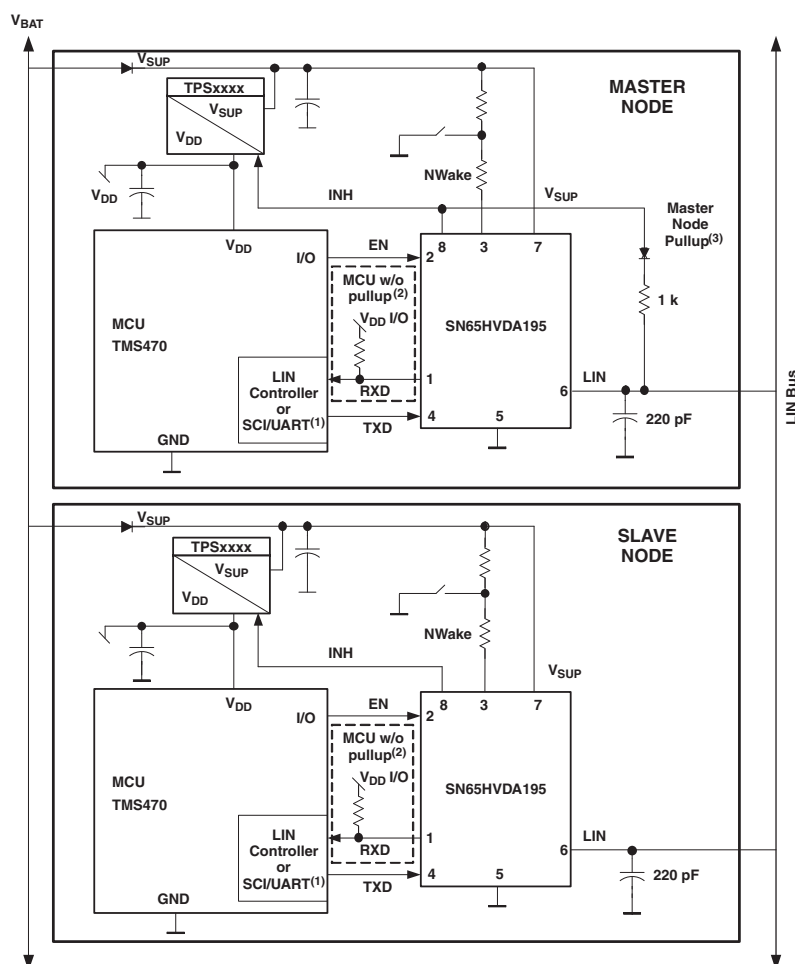 VBAT
VSUP
MASTER
NODE
TPSxxxx
VSUP
VDD
VDD
NWake
INH
VSUP
Master
Node
Pullup(3)
VDD
I/O
EN
2
8
3
7
MCU w/o
pullup(2)
VDD I/O
1 k
MCU
TMS470
SN65HVDA195
LIN
Controller
or
SCI/UART(1)
RXD
1
TXD
4
5
6
LIN
220 pF
GND
LIN Bus
VSUP
SLAVE
NODE
TPSxxxx
VSUP
VDD
NWake
INH
VSUP
VDD
I/O
EN
2
8
3
7
MCU w/o
pullup(2)
VDD I/O
MCU
TMS470
SN65HVDA195
LIN
Controller
or
SCI/UART(1)
RXD
1
TXD
4
5
6
LIN
220 pF
GND